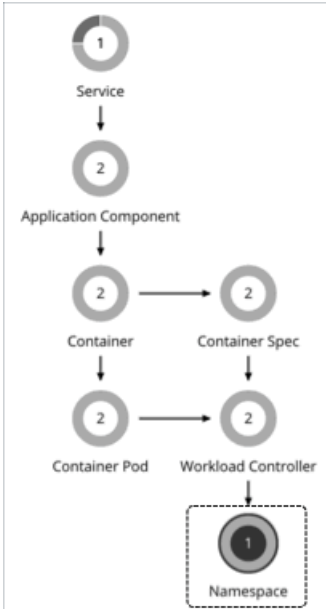 1
Service
2
Application Component
2 2
Container Container Spec
2 2
Container Pod Workload Controller
1
Namespace